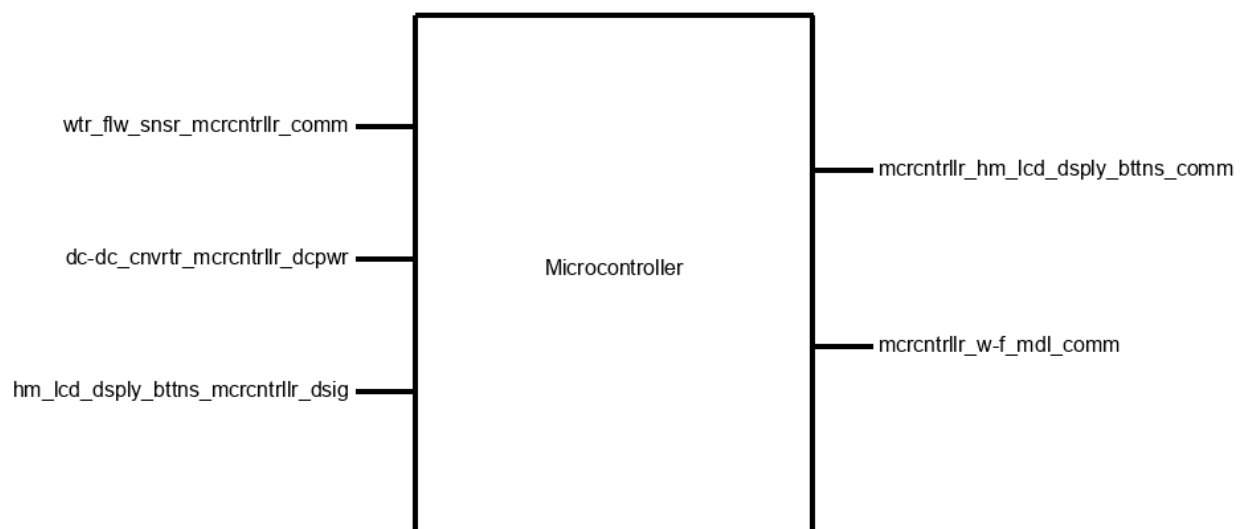 wtr_flw_snsr_mcrcntrllr_comm
dc-dc_cnvrtr_mcrcntrllr_dcpwr
hm_lcd_dsply_bttns_mcrcntrllr_dsig
Microcontroller
mcrcntrllr_hm_lcd_dsply_bttns_comm
mcrcntrllr_w-f_mdl_comm